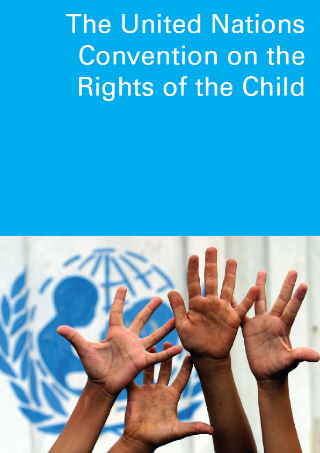 The United Nations
Convention on the
Rights of the Child